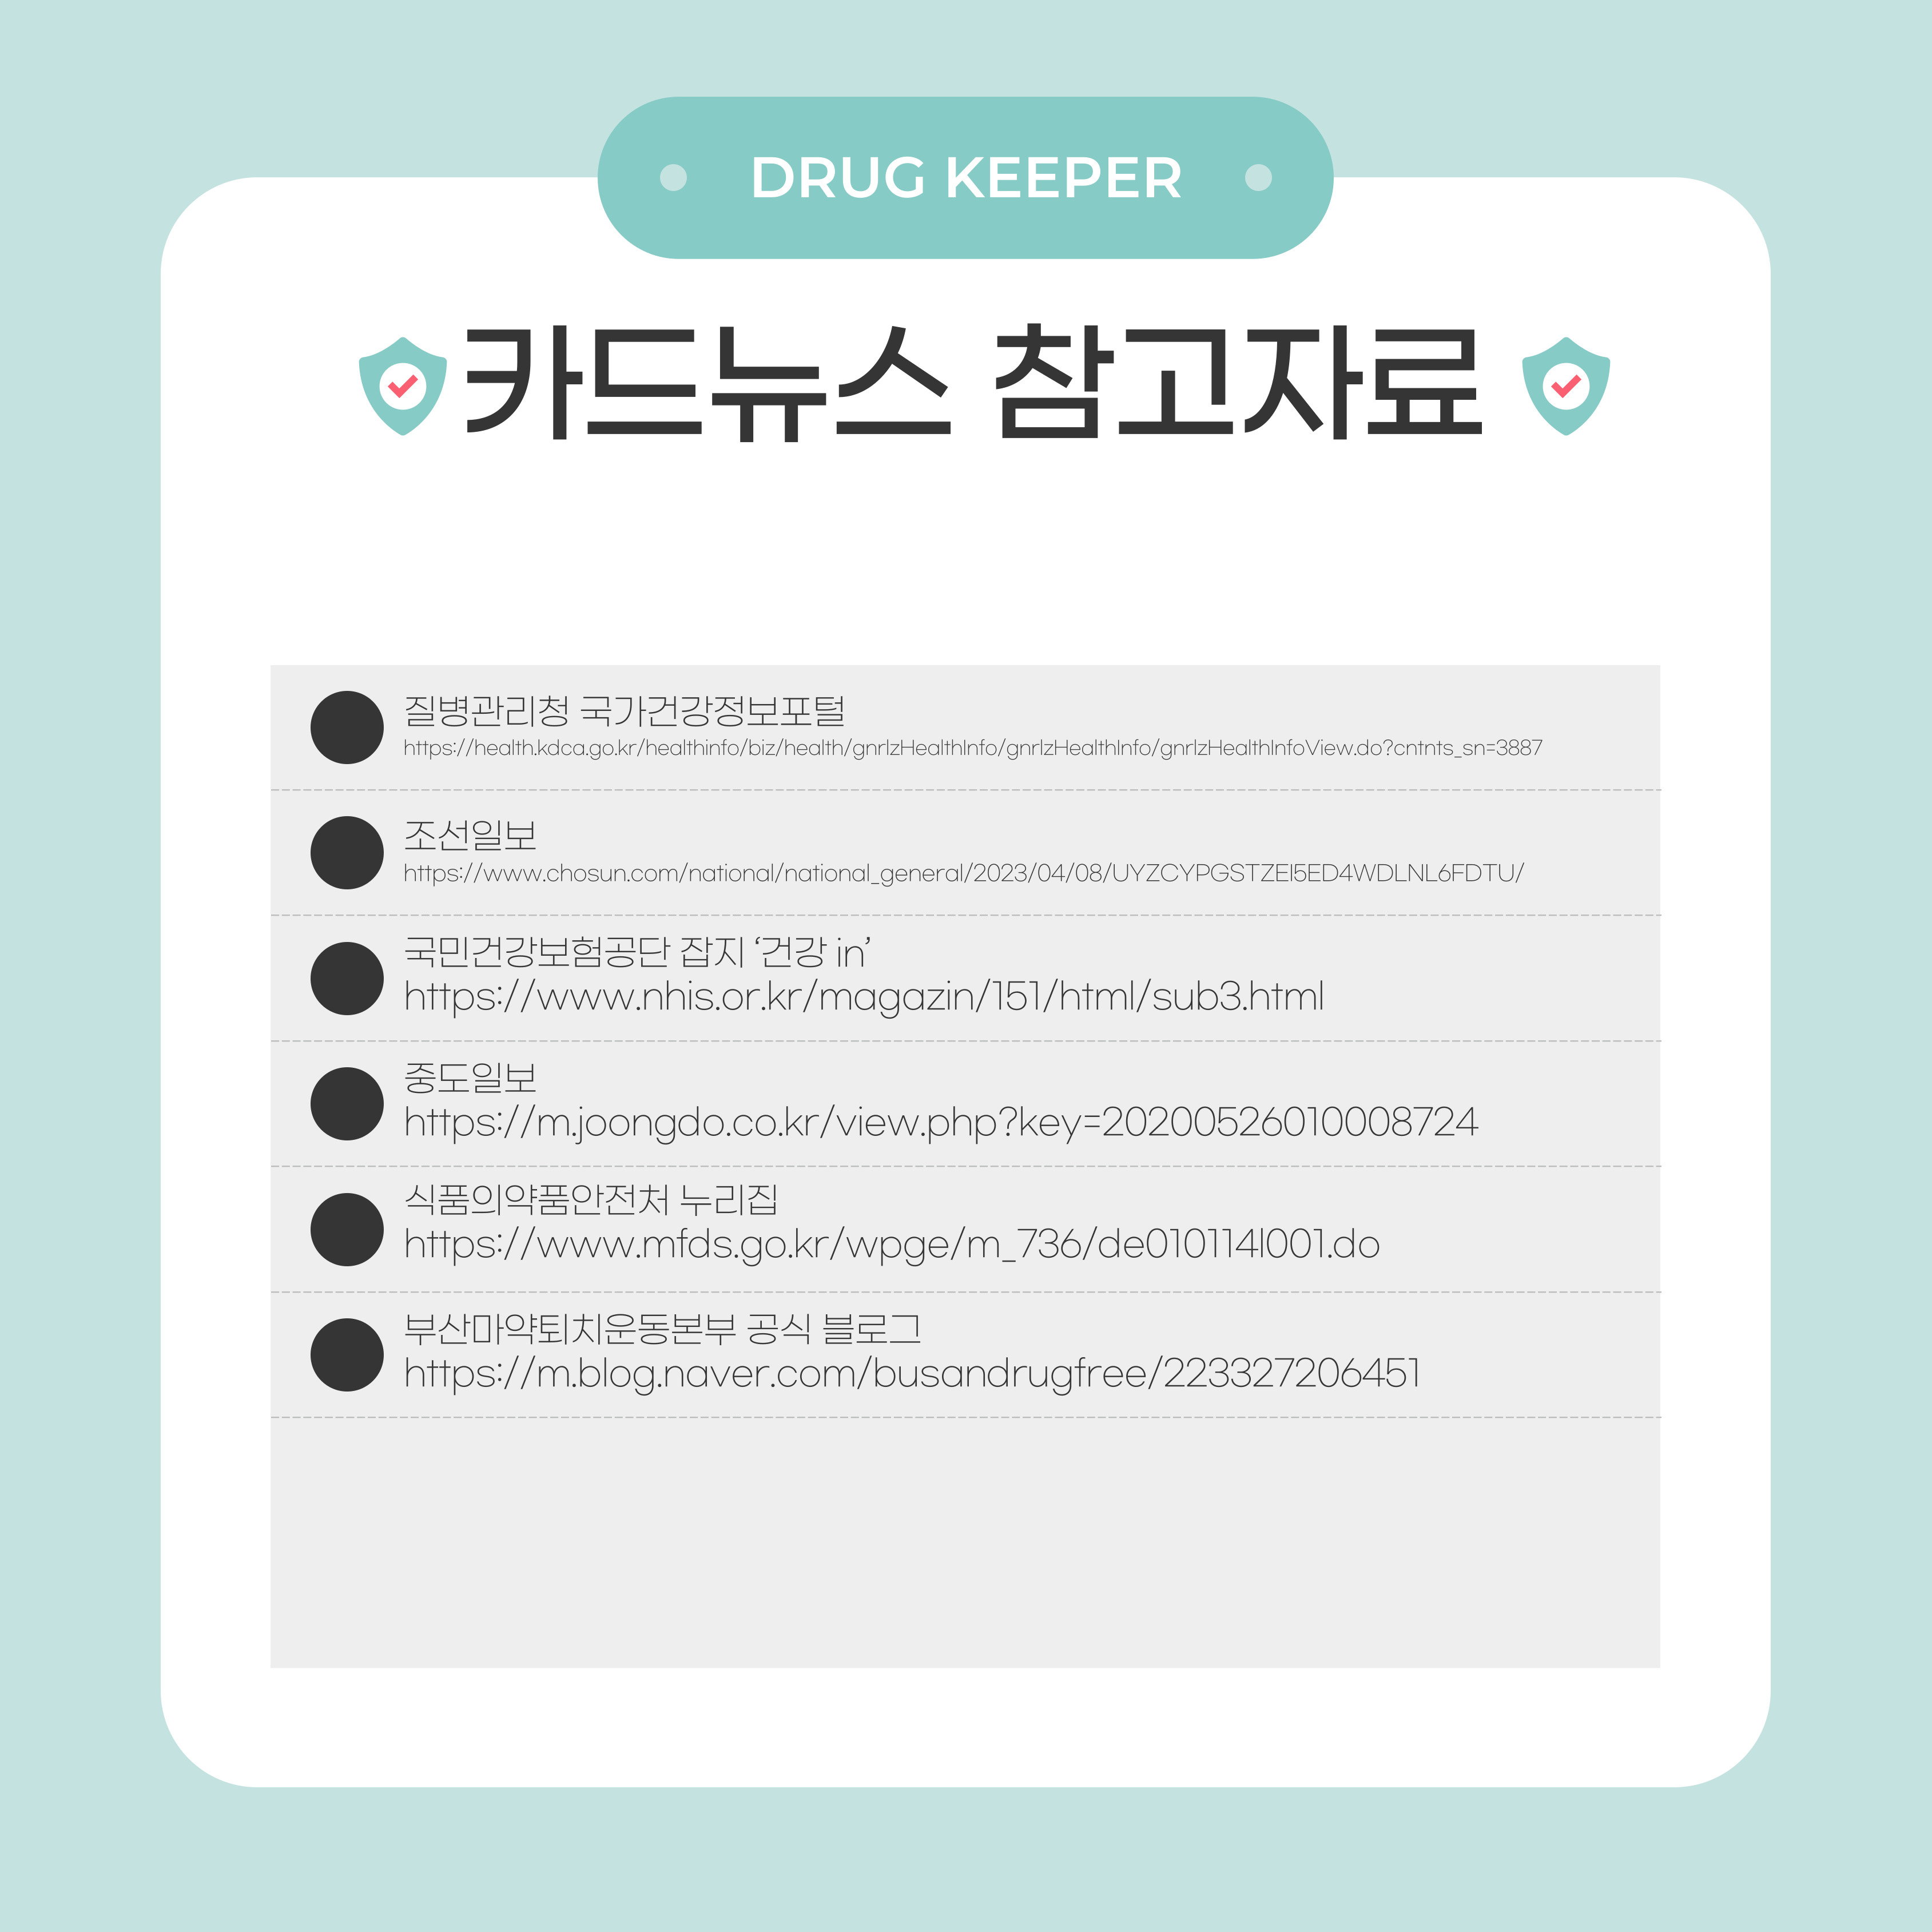 DRUG KEEPER
카드뉴스 참고자료
질병관리청 국가건강정보포털
https://health.kdca.go.kr/healthinfo/biz/health/gnrlzHealthInfo/gnrlzHealthInfo/gnrlzHealthInfoView.do?cntnts_sn=3887
조선일보
https://www.chosun.com/national/national_general/2023/04/08/UYZCYPGSTZEI5ED4WDLNL6FDTU/
국민건강보험공단 잡지 ‘건강 in’
https://www.nhis.or.kr/magazin/151/html/sub3.html
중도일보
https://m.joongdo.co.kr/view.php?key=20200526010008724
식품의약품안전처 누리집
https://www.mfds.go.kr/wpge/m_736/de010114l001.do
부산마약퇴치운동본부 공식 블로그
https://m.blog.naver.com/busandrugfree/223327206451